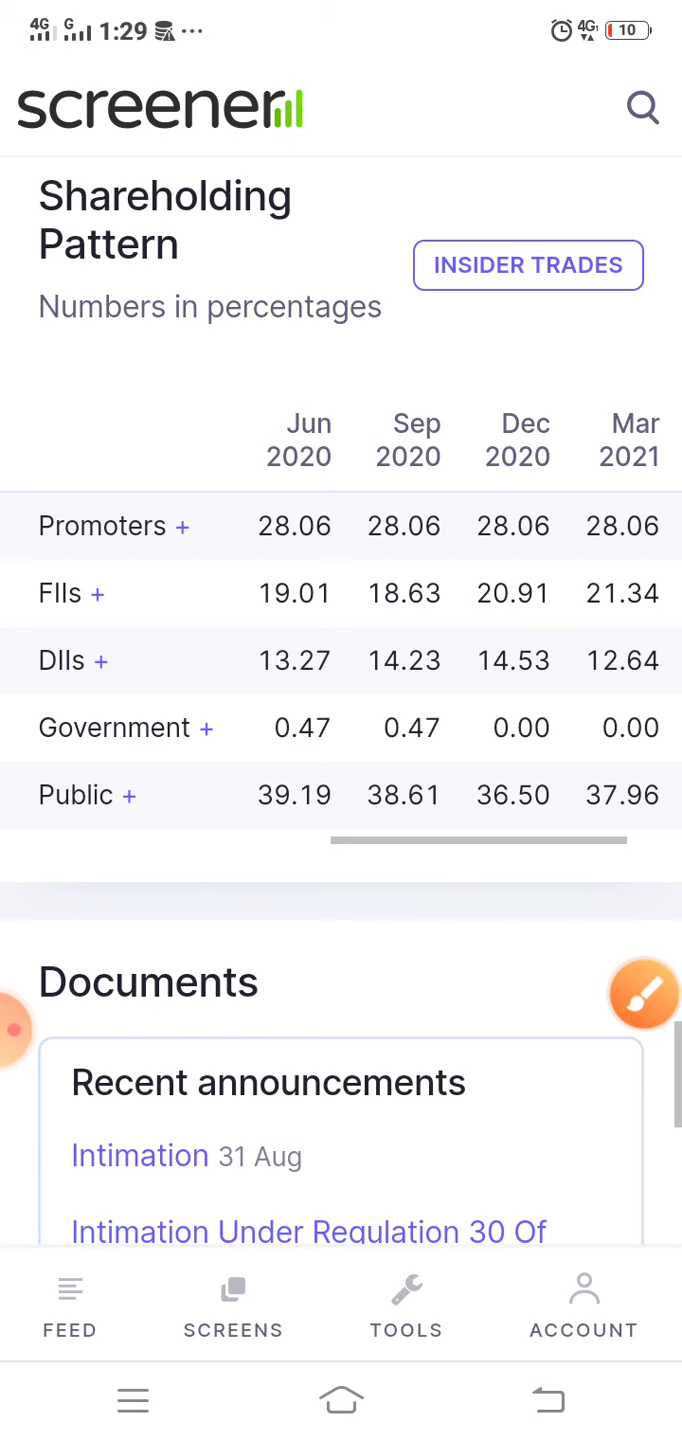 4G G 1:29 ... 4G 10
screener
Shareholding
Pattern
INSIDER TRADES
Numbers in percentages
Jun Sep Dec Mar
2020 2020 2020 2021
Promoters + 28.06 28.06 28.06 28.06
FIIs + 19.01 18.63 20.91 21.34
DIIs + 13.27 14.23 14.53 12.64
Government + 0.47 0.47 0.00 0.00
Public + 39.19 38.61 36.50 37.96
Documents
Recent announcements
Intimation 31 Aug
Intimation Under Regulation 30 Of
FEED SCREENS TOOLS ACCOUNT